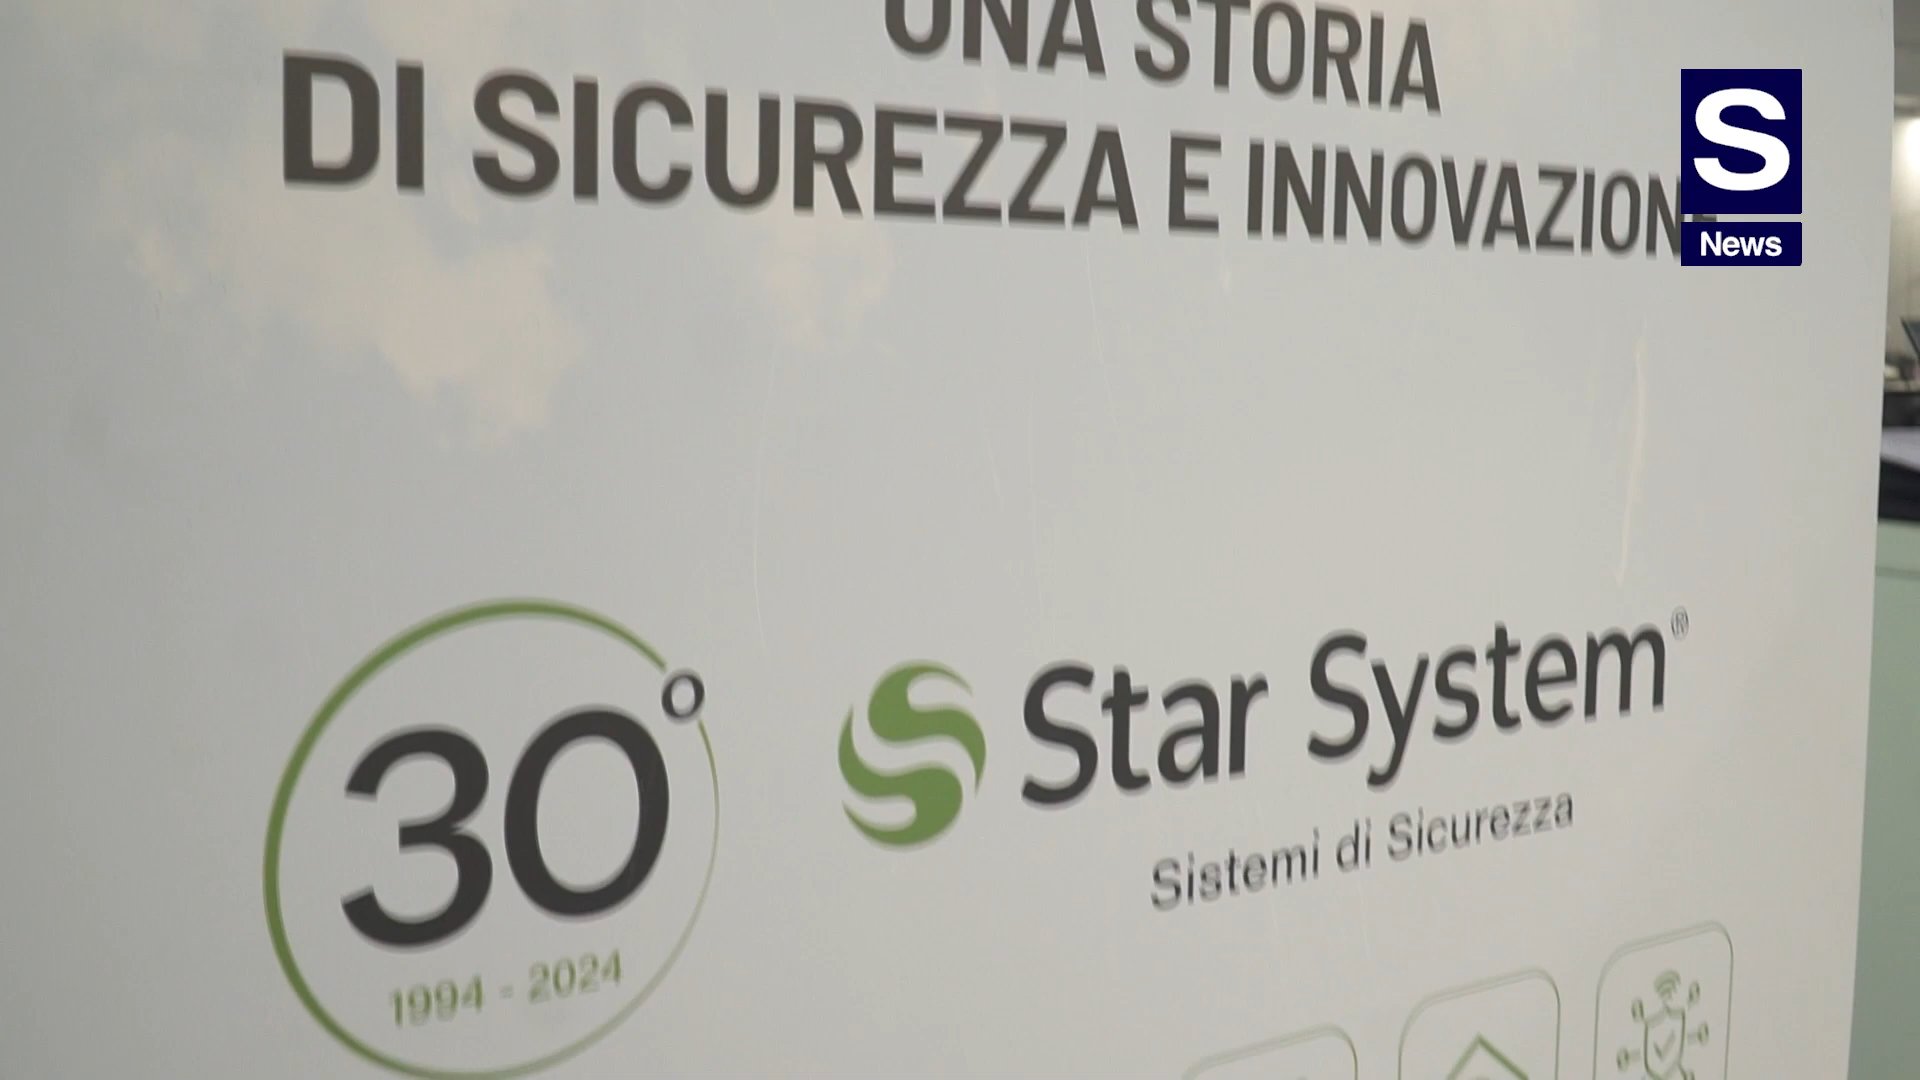 UNA STORIA
DI SICUREZZA E INNOVAZIONE
S
News
30°
1994 - 2024
Star System®
Sistemi di Sicurezza